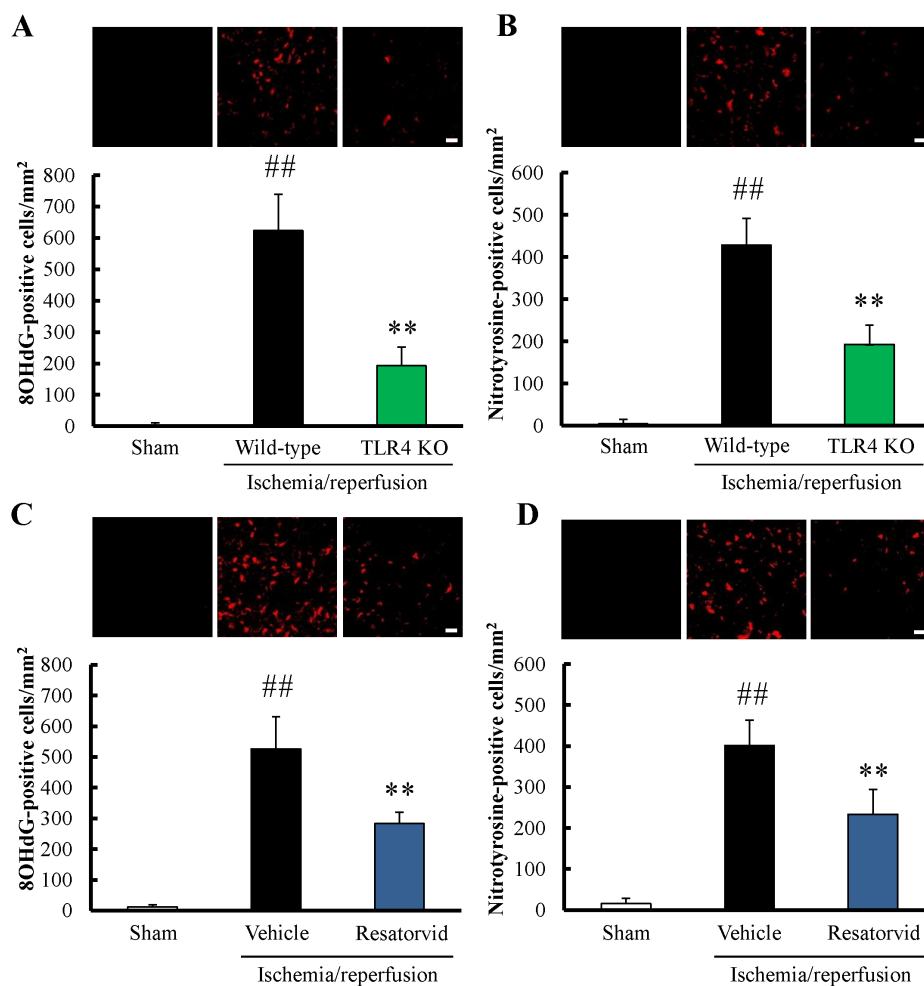 A
B
8OHdG-positive cells/mm²
800
700
600
500
400
300
200
100
0
##
**
Sham
Wild-type
TLR4 KO
Ischemia/reperfusion
Nitrotyrosine-positive cells/mm²
600
500
400
300
200
100
0
##
**
Sham
Wild-type
TLR4 KO
Ischemia/reperfusion
C
D
8OHdG-positive cells/mm²
800
700
600
500
400
300
200
100
0
##
**
Sham
Vehicle
Resatorvid
Ischemia/reperfusion
Nitrotyrosine-positive cells/mm²
600
500
400
300
200
100
0
##
**
Sham
Vehicle
Resatorvid
Ischemia/reperfusion